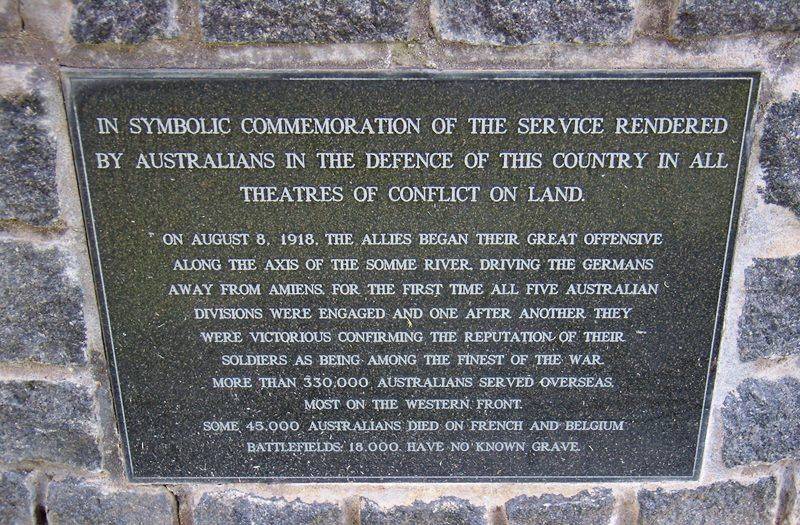 IN SYMBOLIC COMMEMORATION OF THE SERVICE RENDERED
BY AUSTRALIANS IN THE DEFENCE OF THIS COUNTRY IN ALL
THEATRES OF CONFLICT ON LAND.
ON AUGUST 8, 1918, THE ALLIES BEGAN THEIR GREAT OFFENSIVE
ALONG THE AXIS OF THE SOMME RIVER, DRIVING THE GERMANS
AWAY FROM AMIENS. FOR THE FIRST TIME ALL FIVE AUSTRALIAN
DIVISIONS WERE ENGAGED AND ONE AFTER ANOTHER THEY
WERE VICTORIOUS CONFIRMING THE REPUTATION OF THEIR
SOLDIERS AS BEING AMONG THE FINEST OF THE WAR.
MORE THAN 330,000 AUSTRALIANS SERVED OVERSEAS,
MOST ON THE WESTERN FRONT.
SOME 45,000 AUSTRALIANS DIED ON FRENCH AND BELGIUM
BATTLEFIELDS; 18,000 HAVE NO KNOWN GRAVE.